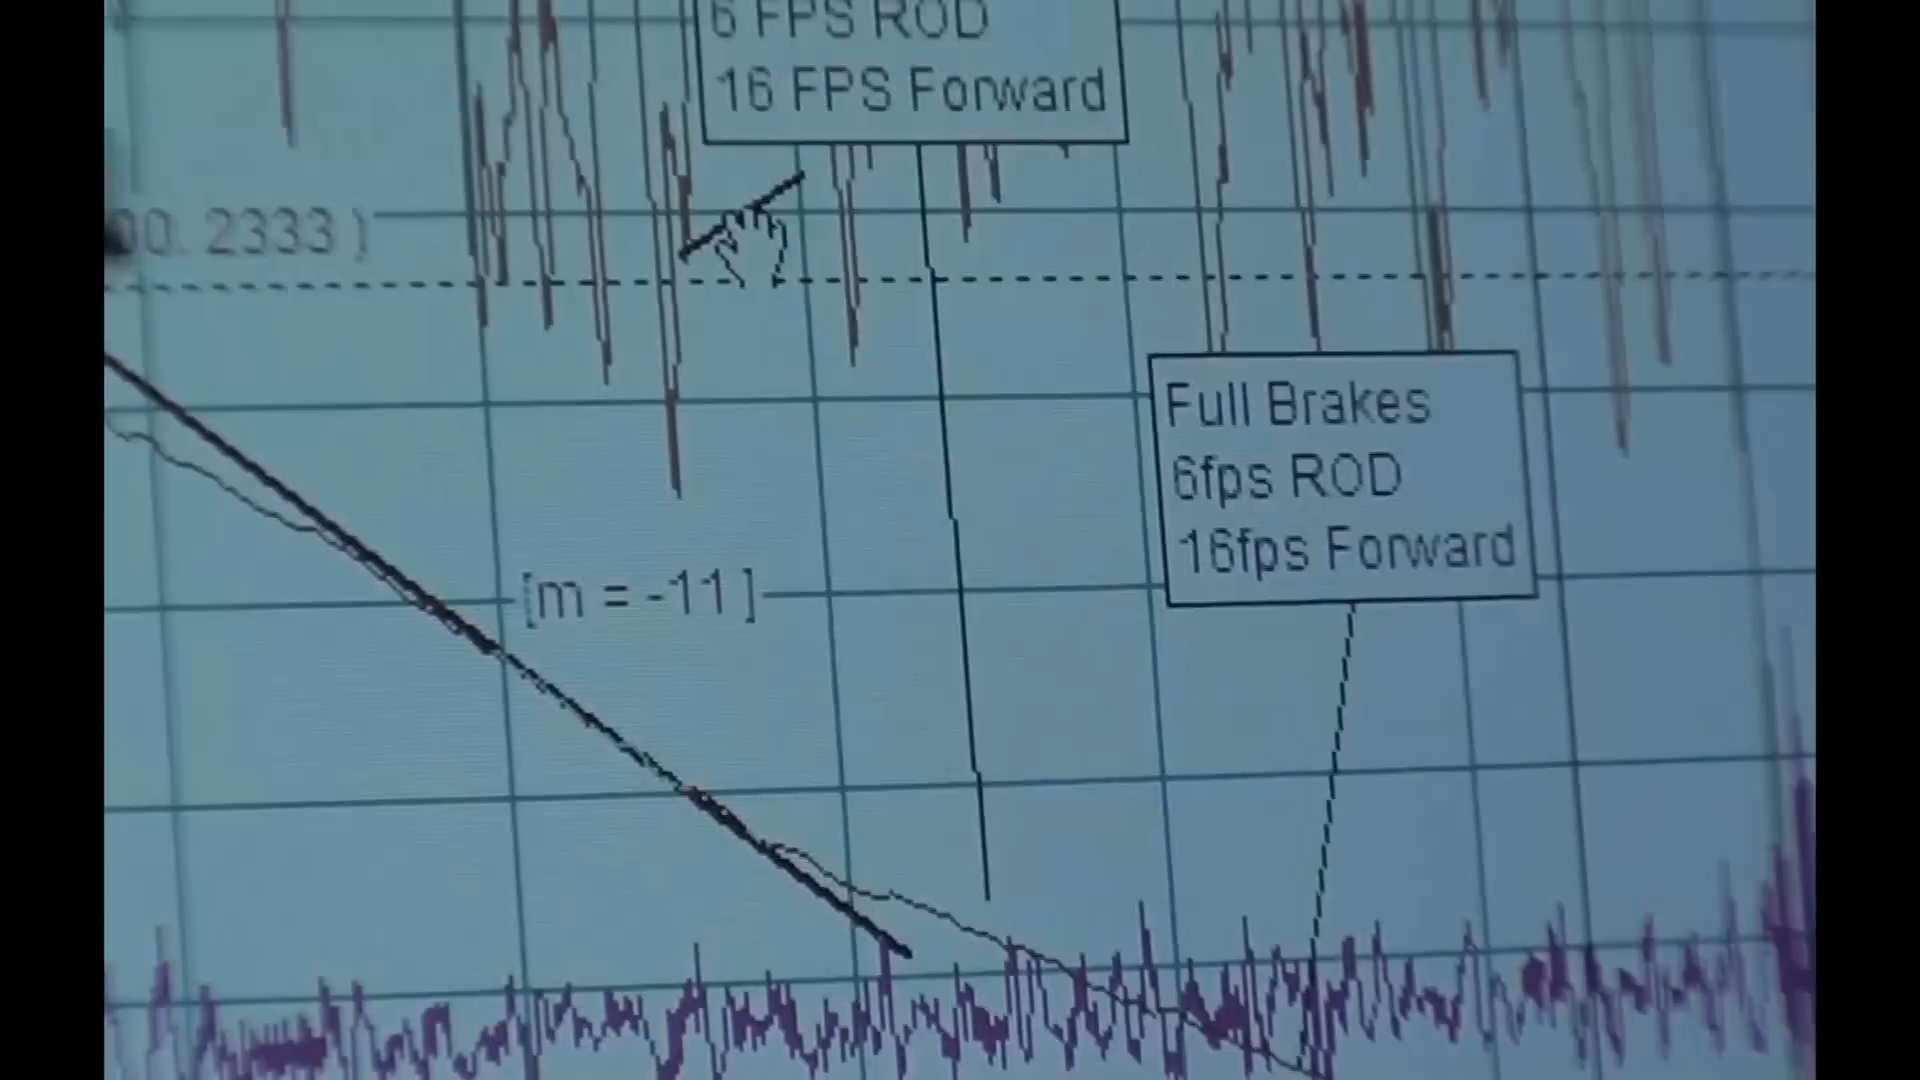 6 FPS ROD
16 FPS Forward
00. 2333 )
Full Brakes
6fps ROD
16fps Forward
[m = -11 ]